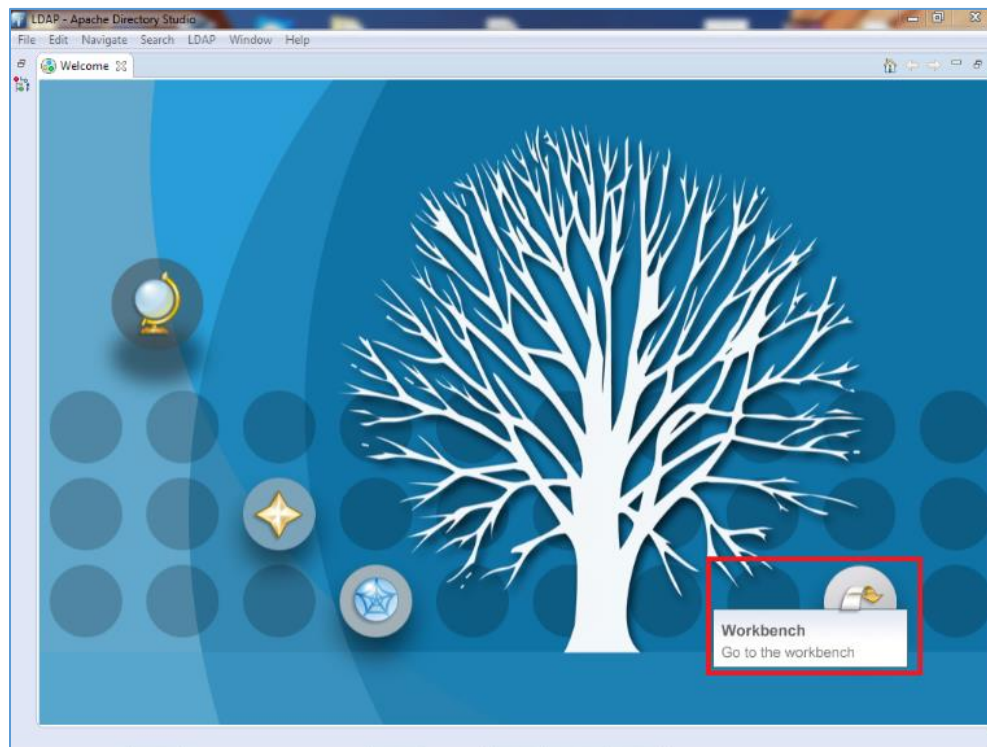 LDAP - Apache Directory Studio
File Edit Navigate Search LDAP Window Help
Welcome
Workbench
Go to the workbench